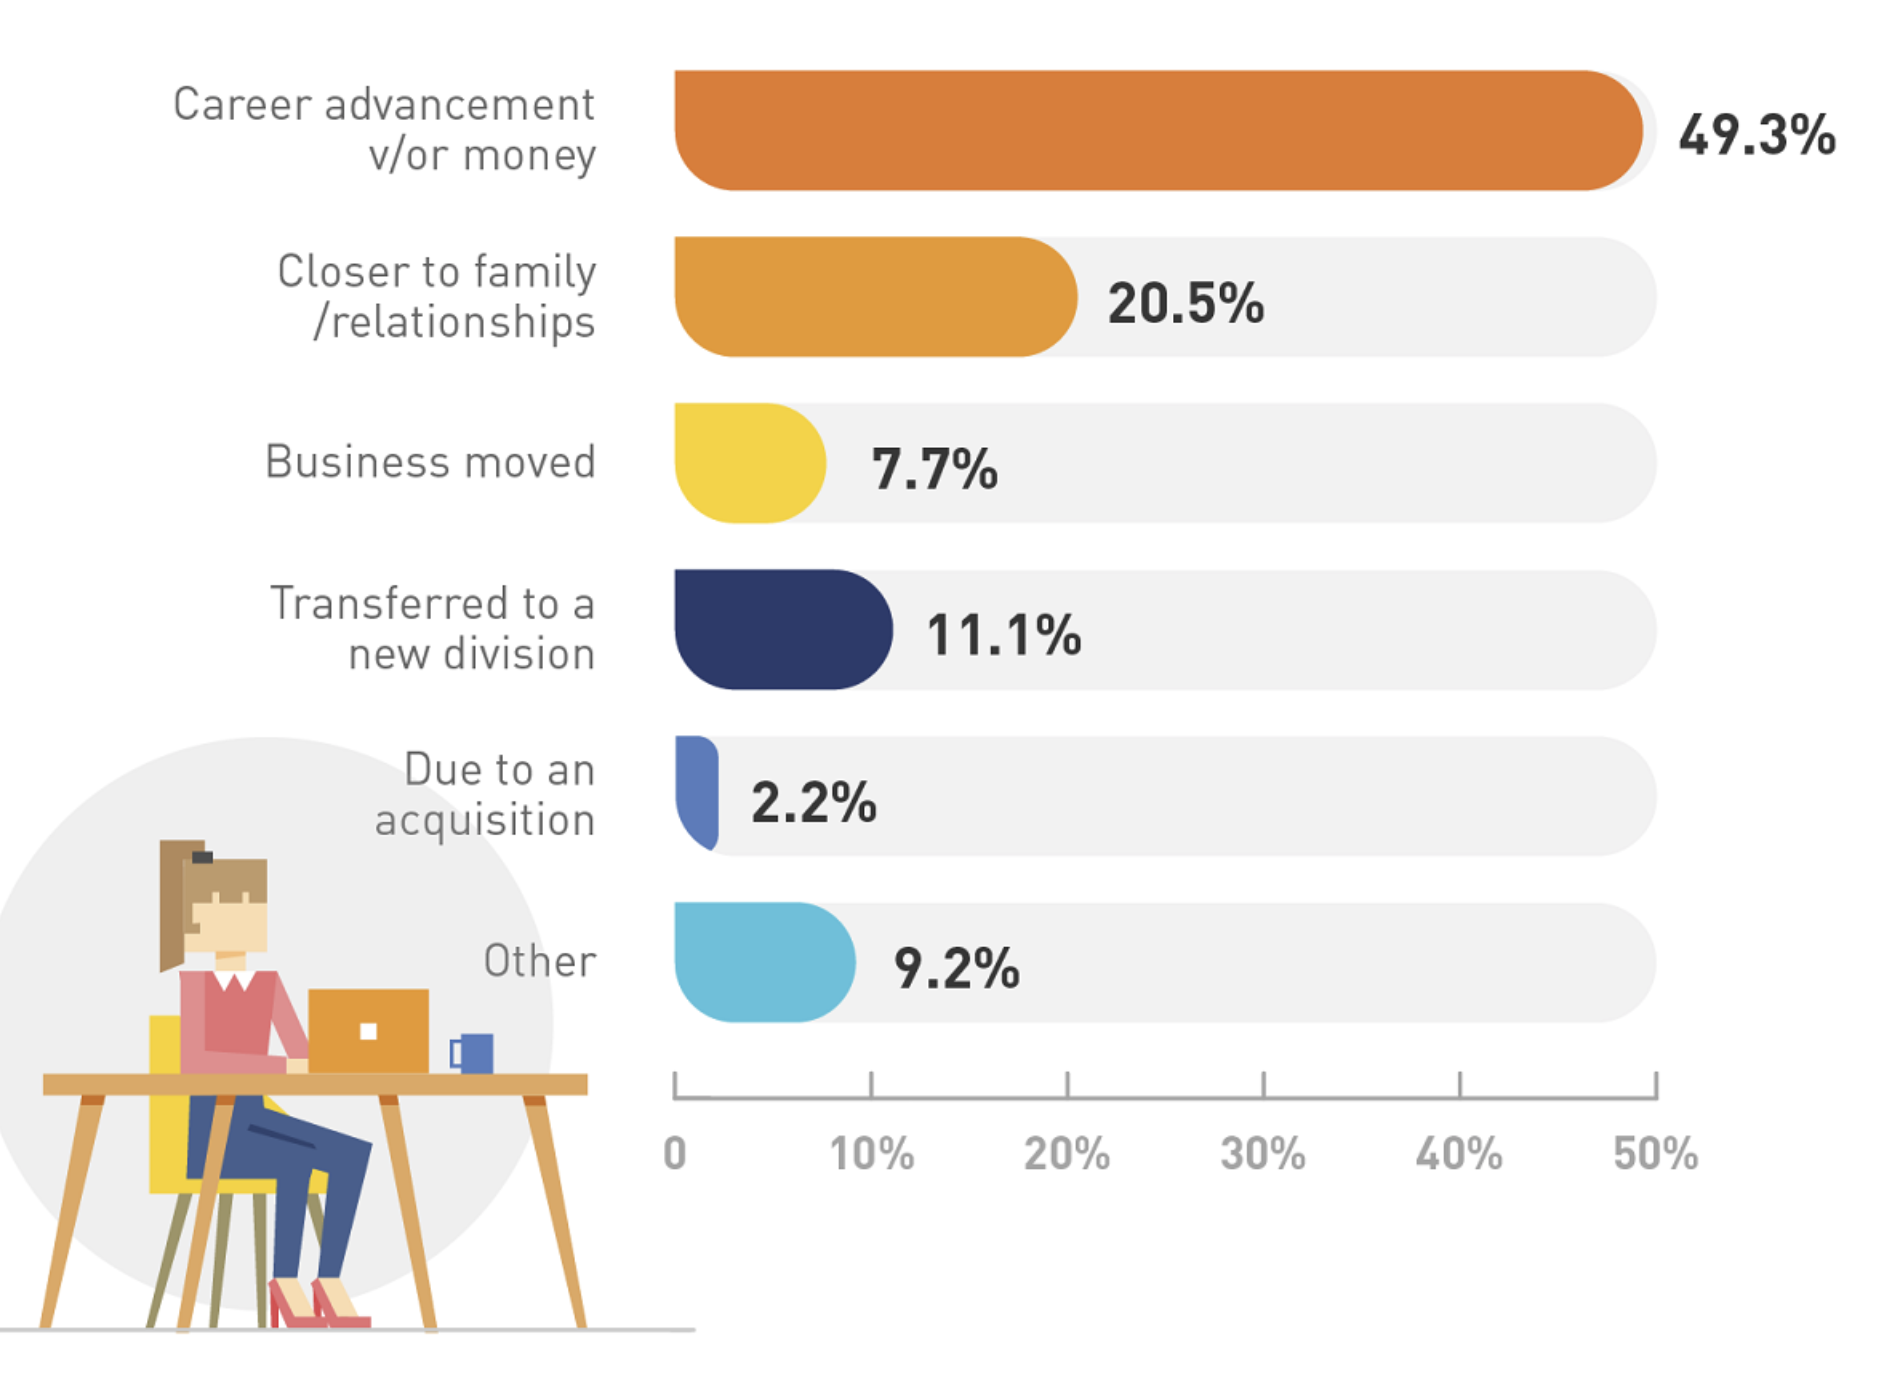 Career advancement
v/or money
49.3%
Closer to family
/relationships
20.5%
Business moved
7.7%
Transferred to a
new division
11.1%
Due to an
acquisition
2.2%
Other
9.2%
0 10% 20% 30% 40% 50%